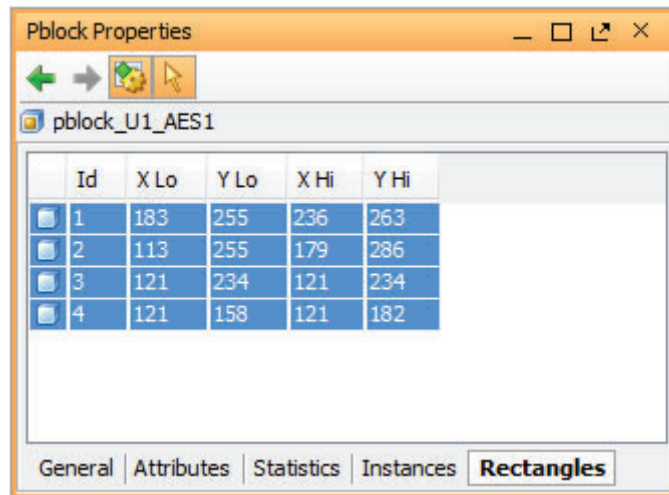 Pblock Properties
pblock_U1_AES1
Id X Lo Y Lo X Hi Y Hi
1 183 255 236 263
2 113 255 179 286
3 121 234 121 234
4 121 158 121 182
General Attributes Statistics Instances Rectangles